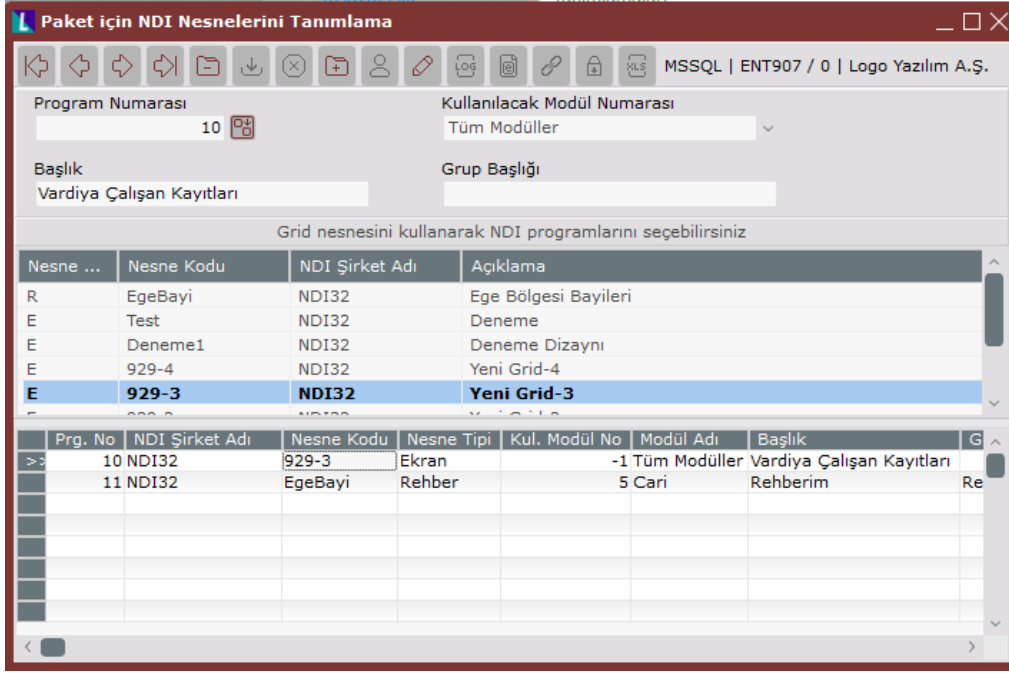 Paket için NDI Nesnelerini Tanımlama
LOG XLS MSSQL | ENT907 / 0 | Logo Yazılım A.Ş.
Program Numarası Kullanılacak Modül Numarası
10 Tüm Modüller
Başlık Grup Başlığı
Vardiya Çalışan Kayıtları
Grid nesnesini kullanarak NDI programlarını seçebilirsiniz
Nesne ... Nesne Kodu NDI Şirket Adı Açıklama
R EgeBayi NDI32 Ege Bölgesi Bayileri
E Test NDI32 Deneme
E Deneme1 NDI32 Deneme Dizaynı
E 929-4 NDI32 Yeni Grid-4
E 929-3 NDI32 Yeni Grid-3
Prg. No NDI Şirket Adı Nesne Kodu Nesne Tipi Kul. Modül No Modül Adı Başlık G
>> 10 NDI32 929-3 Ekran -1 Tüm Modüller Vardiya Çalışan Kayıtları
11 NDI32 EgeBayi Rehber 5 Cari Rehberim Re